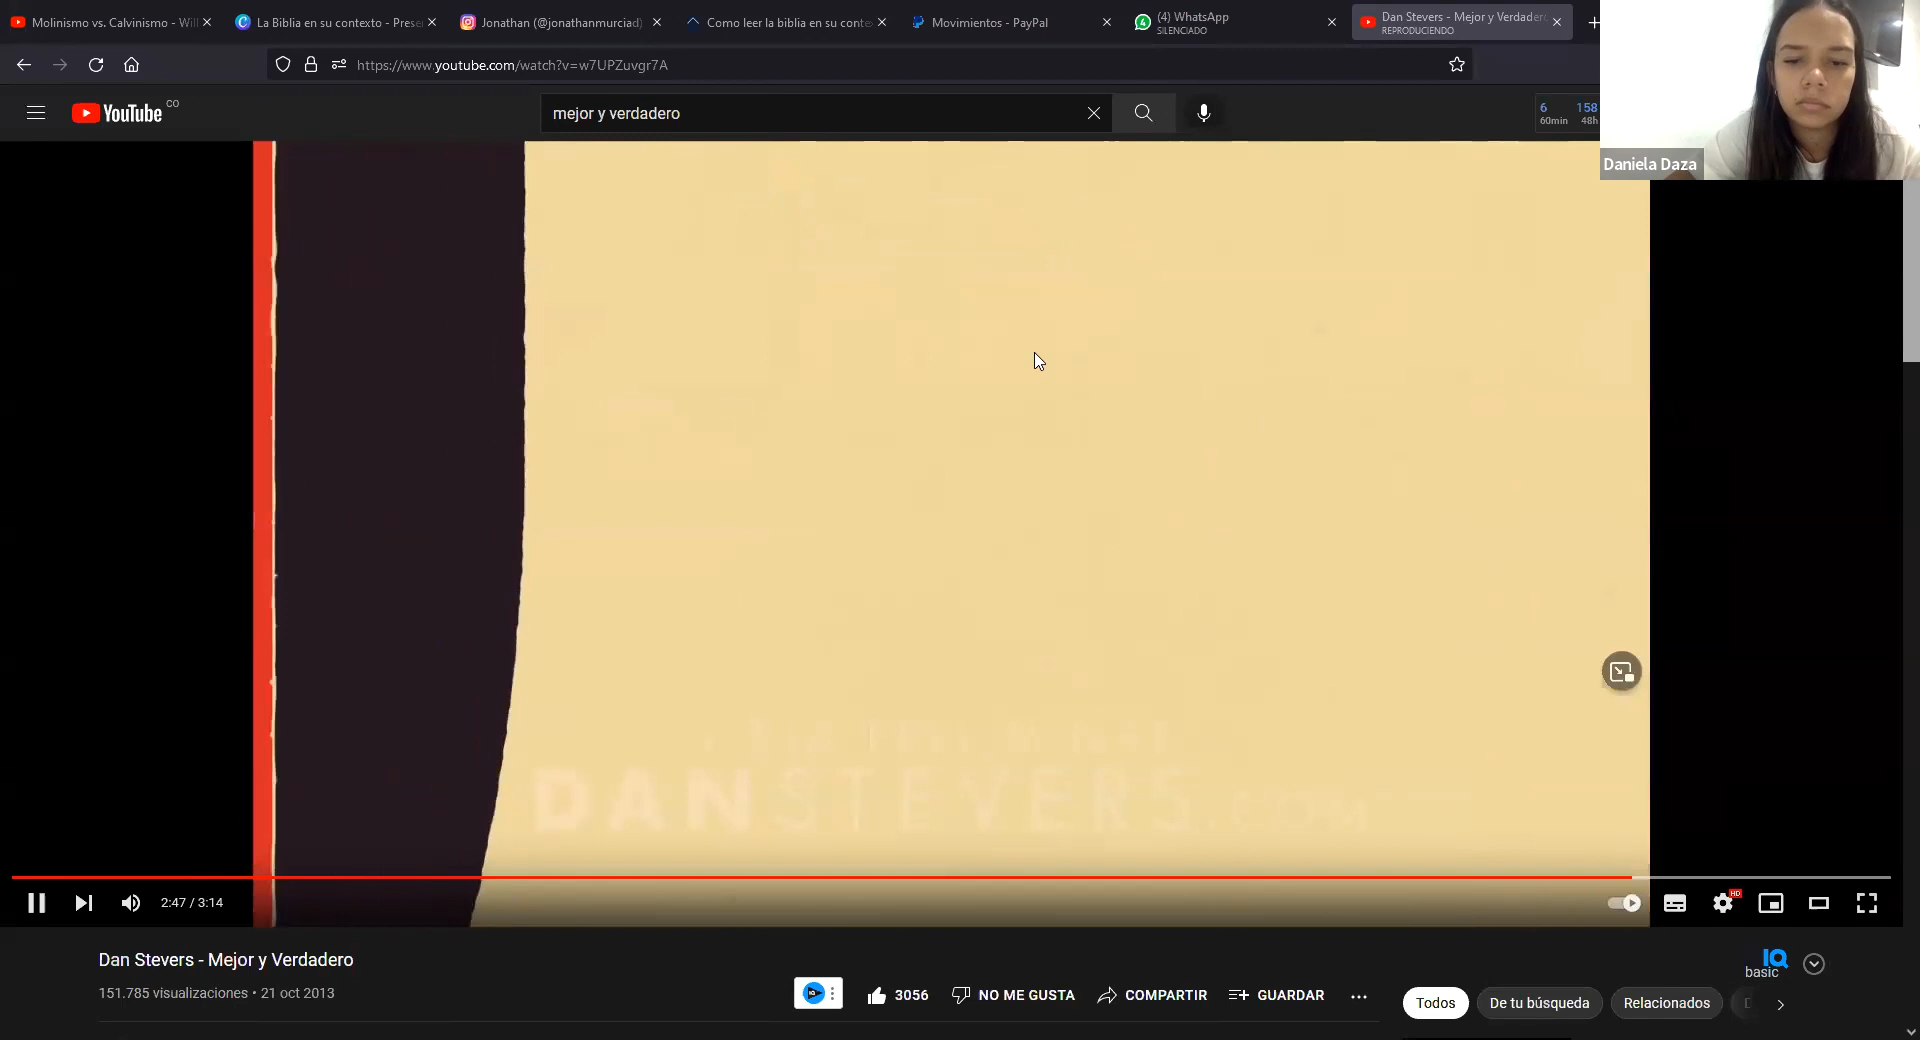 Molinismo vs. Calvinismo - Will
La Biblia en su contexto - Prese
Jonathan (@jonathanmurciad)
Como leer la biblia en su conte
Movimientos - PayPal
(4) WhatsApp
SILENCIADO
Dan Stevers - Mejor y Verdadero
REPRODUCIENDO
https://www.youtube.com/watch?v=w7UPZuvgr7A
YouTube CO
mejor y verdadero
6 158
60min 48h
Daniela Daza
DANSTEVERS.COM
2:47 / 3:14
HD
Dan Stevers - Mejor y Verdadero
151.785 visualizaciones • 21 oct 2013
IQ
basic
3056
NO ME GUSTA
COMPARTIR
GUARDAR
Todos
De tu búsqueda
Relacionados